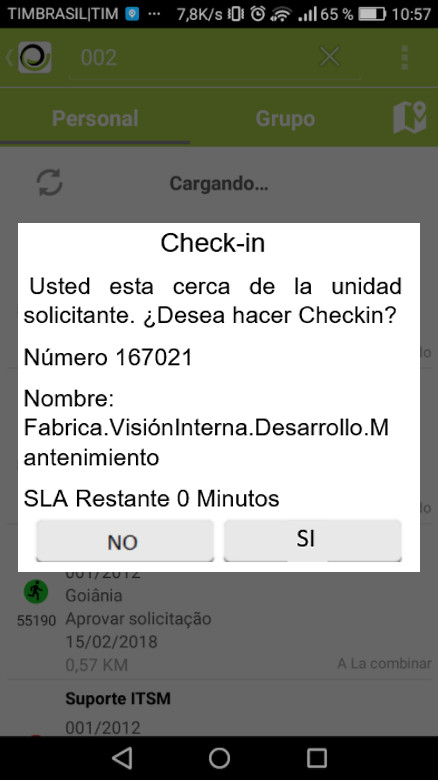 TIMBRASIL|TIM ... 7,8K/s 65 % 10:57
002
Personal Grupo
Cargando...
Check-in
Usted esta cerca de la unidad
solicitante. ¿Desea hacer Checkin?
Número 167021
Nombre:
Fabrica.VisiónInterna.Desarrollo.M
antenimiento
SLA Restante 0 Minutos
NO SI
001/2012
Goiânia
55190 Aprovar solicitação
15/02/2018
0,57 KM A La combinar
Suporte ITSM
001/2012